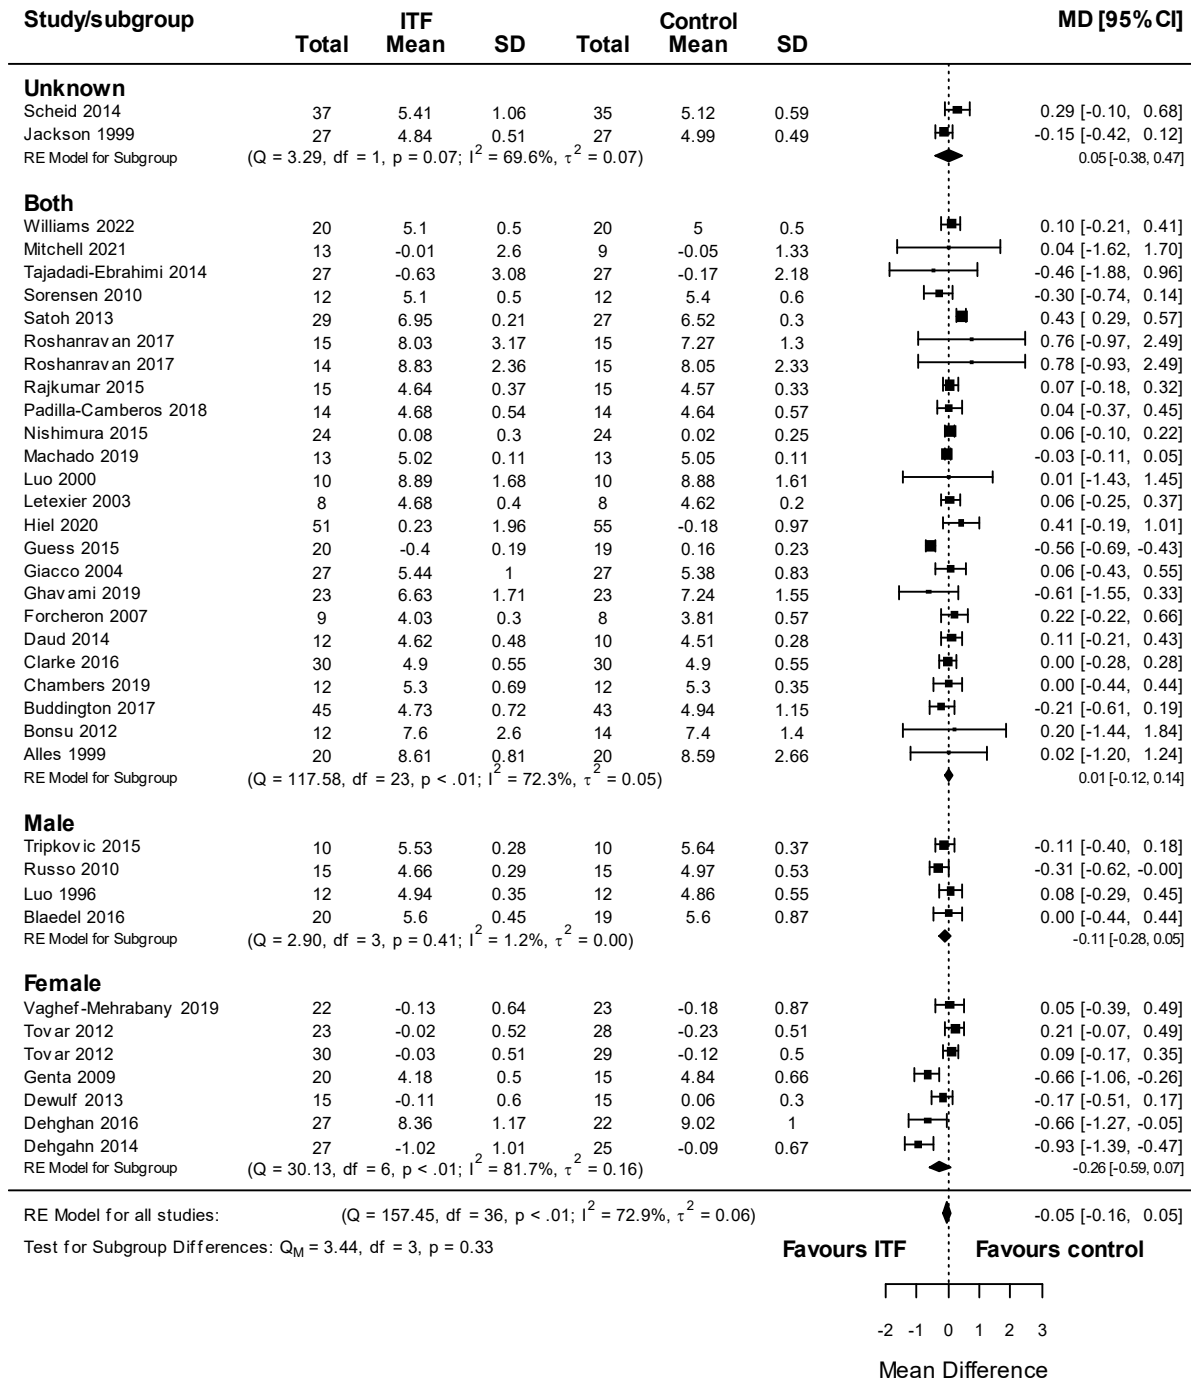 Study/subgroup ITF Control MD [95% CI]
Total Mean SD Total Mean SD
Unknown
Scheid 2014 37 5.41 1.06 35 5.12 0.59 0.29 [-0.10, 0.68]
Jackson 1999 27 4.84 0.51 27 4.99 0.49 -0.15 [-0.42, 0.12]
RE Model for Subgroup (Q = 3.29, df = 1, p = 0.07; I² = 69.6%, τ² = 0.07) 0.05 [-0.38, 0.47]
Both
Williams 2022 20 5.1 0.5 20 5 0.5 0.10 [-0.21, 0.41]
Mitchell 2021 13 -0.01 2.6 9 -0.05 1.33 0.04 [-1.62, 1.70]
Tajadadi-Ebrahimi 2014 27 -0.63 3.08 27 -0.17 2.18 -0.46 [-1.88, 0.96]
Sorensen 2010 12 5.1 0.5 12 5.4 0.6 -0.30 [-0.74, 0.14]
Satoh 2013 29 6.95 0.21 27 6.52 0.3 0.43 [ 0.29, 0.57]
Roshanravan 2017 15 8.03 3.17 15 7.27 1.3 0.76 [-0.97, 2.49]
Roshanravan 2017 14 8.83 2.36 15 8.05 2.33 0.78 [-0.93, 2.49]
Rajkumar 2015 15 4.64 0.37 15 4.57 0.33 0.07 [-0.18, 0.32]
Padilla-Camberos 2018 14 4.68 0.54 14 4.64 0.57 0.04 [-0.37, 0.45]
Nishimura 2015 24 0.08 0.3 24 0.02 0.25 0.06 [-0.10, 0.22]
Machado 2019 13 5.02 0.11 13 5.05 0.11 -0.03 [-0.11, 0.05]
Luo 2000 10 8.89 1.68 10 8.88 1.61 0.01 [-1.43, 1.45]
Letexier 2003 8 4.68 0.4 8 4.62 0.2 0.06 [-0.25, 0.37]
Hiel 2020 51 0.23 1.96 55 -0.18 0.97 0.41 [-0.19, 1.01]
Guess 2015 20 -0.4 0.19 19 0.16 0.23 -0.56 [-0.69, -0.43]
Giacco 2004 27 5.44 1 27 5.38 0.83 0.06 [-0.43, 0.55]
Ghavami 2019 23 6.63 1.71 23 7.24 1.55 -0.61 [-1.55, 0.33]
Forcheron 2007 9 4.03 0.3 8 3.81 0.57 0.22 [-0.22, 0.66]
Daud 2014 12 4.62 0.48 10 4.51 0.28 0.11 [-0.21, 0.43]
Clarke 2016 30 4.9 0.55 30 4.9 0.55 0.00 [-0.28, 0.28]
Chambers 2019 12 5.3 0.69 12 5.3 0.35 0.00 [-0.44, 0.44]
Buddington 2017 45 4.73 0.72 43 4.94 1.15 -0.21 [-0.61, 0.19]
Bonsu 2012 12 7.6 2.6 14 7.4 1.4 0.20 [-1.44, 1.84]
Alles 1999 20 8.61 0.81 20 8.59 2.66 0.02 [-1.20, 1.24]
RE Model for Subgroup (Q = 117.58, df = 23, p < .01; I² = 72.3%, τ² = 0.05) 0.01 [-0.12, 0.14]
Male
Tripkovic 2015 10 5.53 0.28 10 5.64 0.37 -0.11 [-0.40, 0.18]
Russo 2010 15 4.66 0.29 15 4.97 0.53 -0.31 [-0.62, -0.00]
Luo 1996 12 4.94 0.35 12 4.86 0.55 0.08 [-0.29, 0.45]
Blaedel 2016 20 5.6 0.45 19 5.6 0.87 0.00 [-0.44, 0.44]
RE Model for Subgroup (Q = 2.90, df = 3, p = 0.41; I² = 1.2%, τ² = 0.00) -0.11 [-0.28, 0.05]
Female
Vaghef-Mehrabany 2019 22 -0.13 0.64 23 -0.18 0.87 0.05 [-0.39, 0.49]
Tovar 2012 23 -0.02 0.52 28 -0.23 0.51 0.21 [-0.07, 0.49]
Tovar 2012 30 -0.03 0.51 29 -0.12 0.5 0.09 [-0.17, 0.35]
Genta 2009 20 4.18 0.5 15 4.84 0.66 -0.66 [-1.06, -0.26]
Dewulf 2013 15 -0.11 0.6 15 0.06 0.3 -0.17 [-0.51, 0.17]
Dehghan 2016 27 8.36 1.17 22 9.02 1 -0.66 [-1.27, -0.05]
Dehgahn 2014 27 -1.02 1.01 25 -0.09 0.67 -0.93 [-1.39, -0.47]
RE Model for Subgroup (Q = 30.13, df = 6, p < .01; I² = 81.7%, τ² = 0.16) -0.26 [-0.59, 0.07]
RE Model for all studies: (Q = 157.45, df = 36, p < .01; I² = 72.9%, τ² = 0.06) -0.05 [-0.16, 0.05]
Test for Subgroup Differences: Q_M = 3.44, df = 3, p = 0.33
Favours ITF Favours control
-2 -1 0 1 2 3
Mean Difference